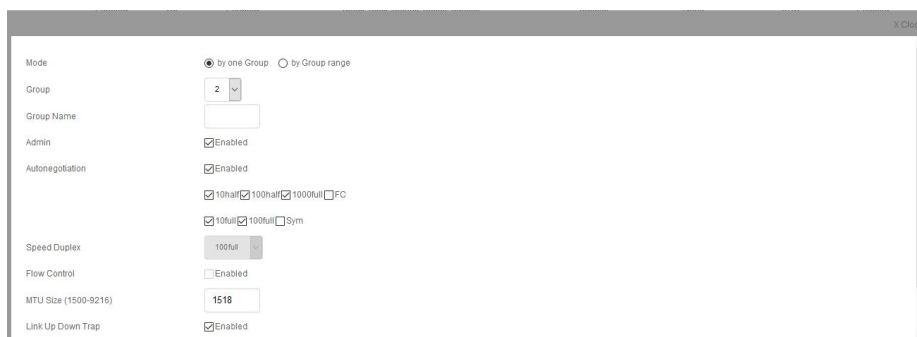 X Clo
Mode by one Group by Group range
Group 2
Group Name
Admin Enabled
Autonegotiation Enabled
10half 100half 1000full FC
10full 100full Sym
Speed Duplex 100full
Flow Control Enabled
MTU Size (1500-9216) 1518
Link Up Down Trap Enabled